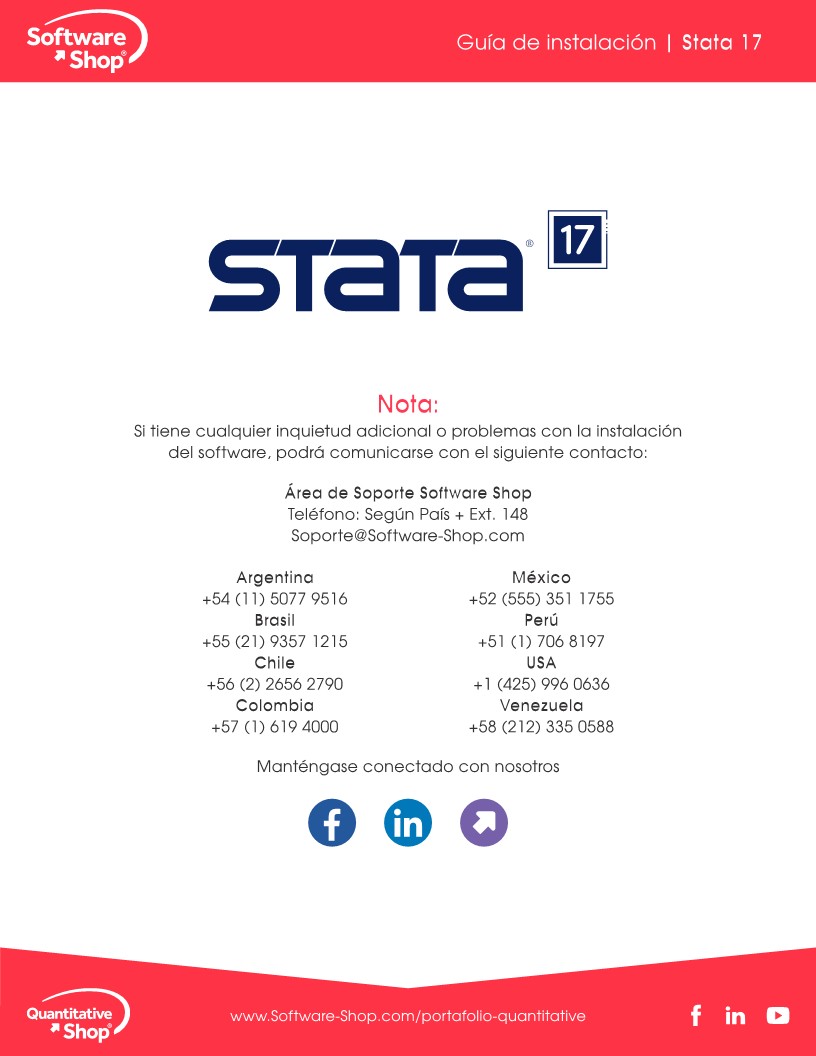 Software
Shop®
Guía de instalación | Stata 17
STATA®
17
Nota:
Si tiene cualquier inquietud adicional o problemas con la instalación
del software, podrá comunicarse con el siguiente contacto:
Área de Soporte Software Shop
Teléfono: Según País + Ext. 148
Soporte@Software-Shop.com
Argentina
+54 (11) 5077 9516
Brasil
+55 (21) 9357 1215
Chile
+56 (2) 2656 2790
Colombia
+57 (1) 619 4000
México
+52 (555) 351 1755
Perú
+51 (1) 706 8197
USA
+1 (425) 996 0636
Venezuela
+58 (212) 335 0588
Manténgase conectado con nosotros
f
in
Quantitative
Shop®
www.Software-Shop.com/portafolio-quantitative
f
in